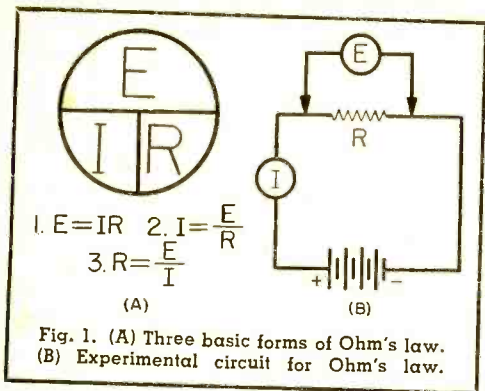 E
I R
1. E=IR 2. I=E/R
3. R=E/I
(A)
E
R
I
+ −
(B)
Fig. 1. (A) Three basic forms of Ohm's law.
(B) Experimental circuit for Ohm's law.